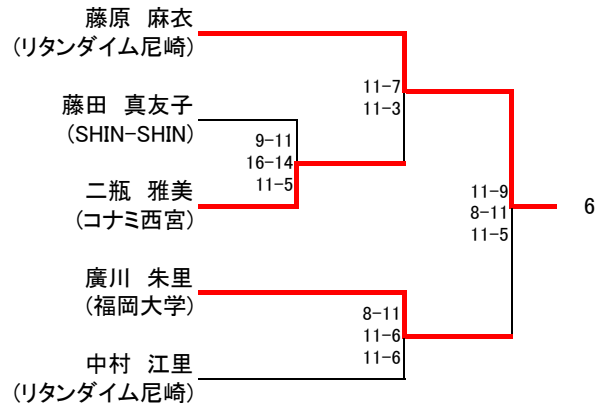 藤原 麻衣
(リタンダイム尼崎)
11-7
11-3
藤田 真友子
(SHIN-SHIN)
9-11
16-14
11-5
二瓶 雅美
(コナミ西宮)
11-9
8-11
11-5
6
廣川 朱里
(福岡大学)
8-11
11-6
11-6
中村 江里
(リタンダイム尼崎)